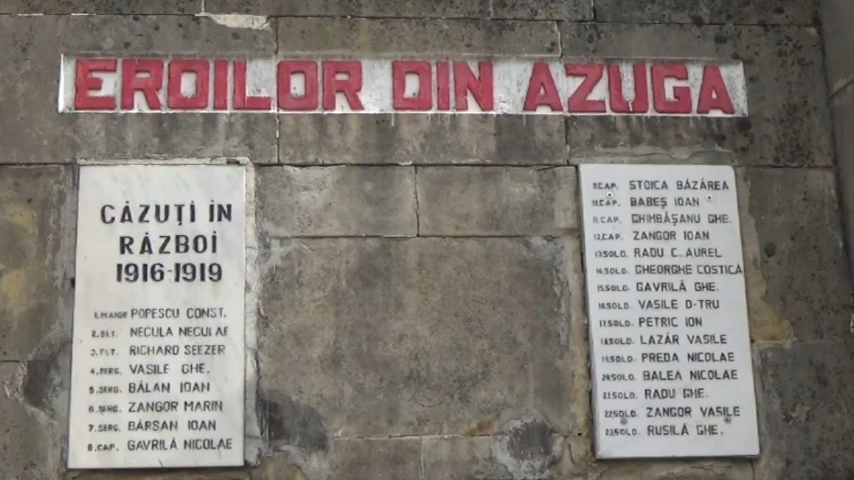 EROILOR DIN AZUGA
CĂZUȚI ÎN
RĂZBOI
1916-1919
1. MAIOR POPESCU CONST.
2. SLT. NECULA NECULAE
3. PLT. RICHARD SEEZER
4. SERG. VASILE GHE.
5. SERG. BĂLAN IOAN
6. SERG. ZANGOR MARIN
7. SERG. BÂRSAN IOAN
8. CAP. GAVRILĂ NICOLAE
9. CAP. STOICA BĂZĂREA
10. CAP. BABEȘ IOAN
11. CAP. GHIMBĂȘANU GHE.
12. CAP. ZANGOR IOAN
13. SOLD. RADU C. AUREL
14. SOLD. GHEORGHE COSTICĂ
15. SOLD. GAVRILĂ GHE.
16. SOLD. VASILE D-TRU
17. SOLD. PETRIC ION
18. SOLD. LAZĂR VASILE
19. SOLD. PREDA NICOLAE
20. SOLD. BALEA NICOLAE
21. SOLD. RADU GHE.
22. SOLD. ZANGOR VASILE
23. SOLD. RUSILĂ GHE.